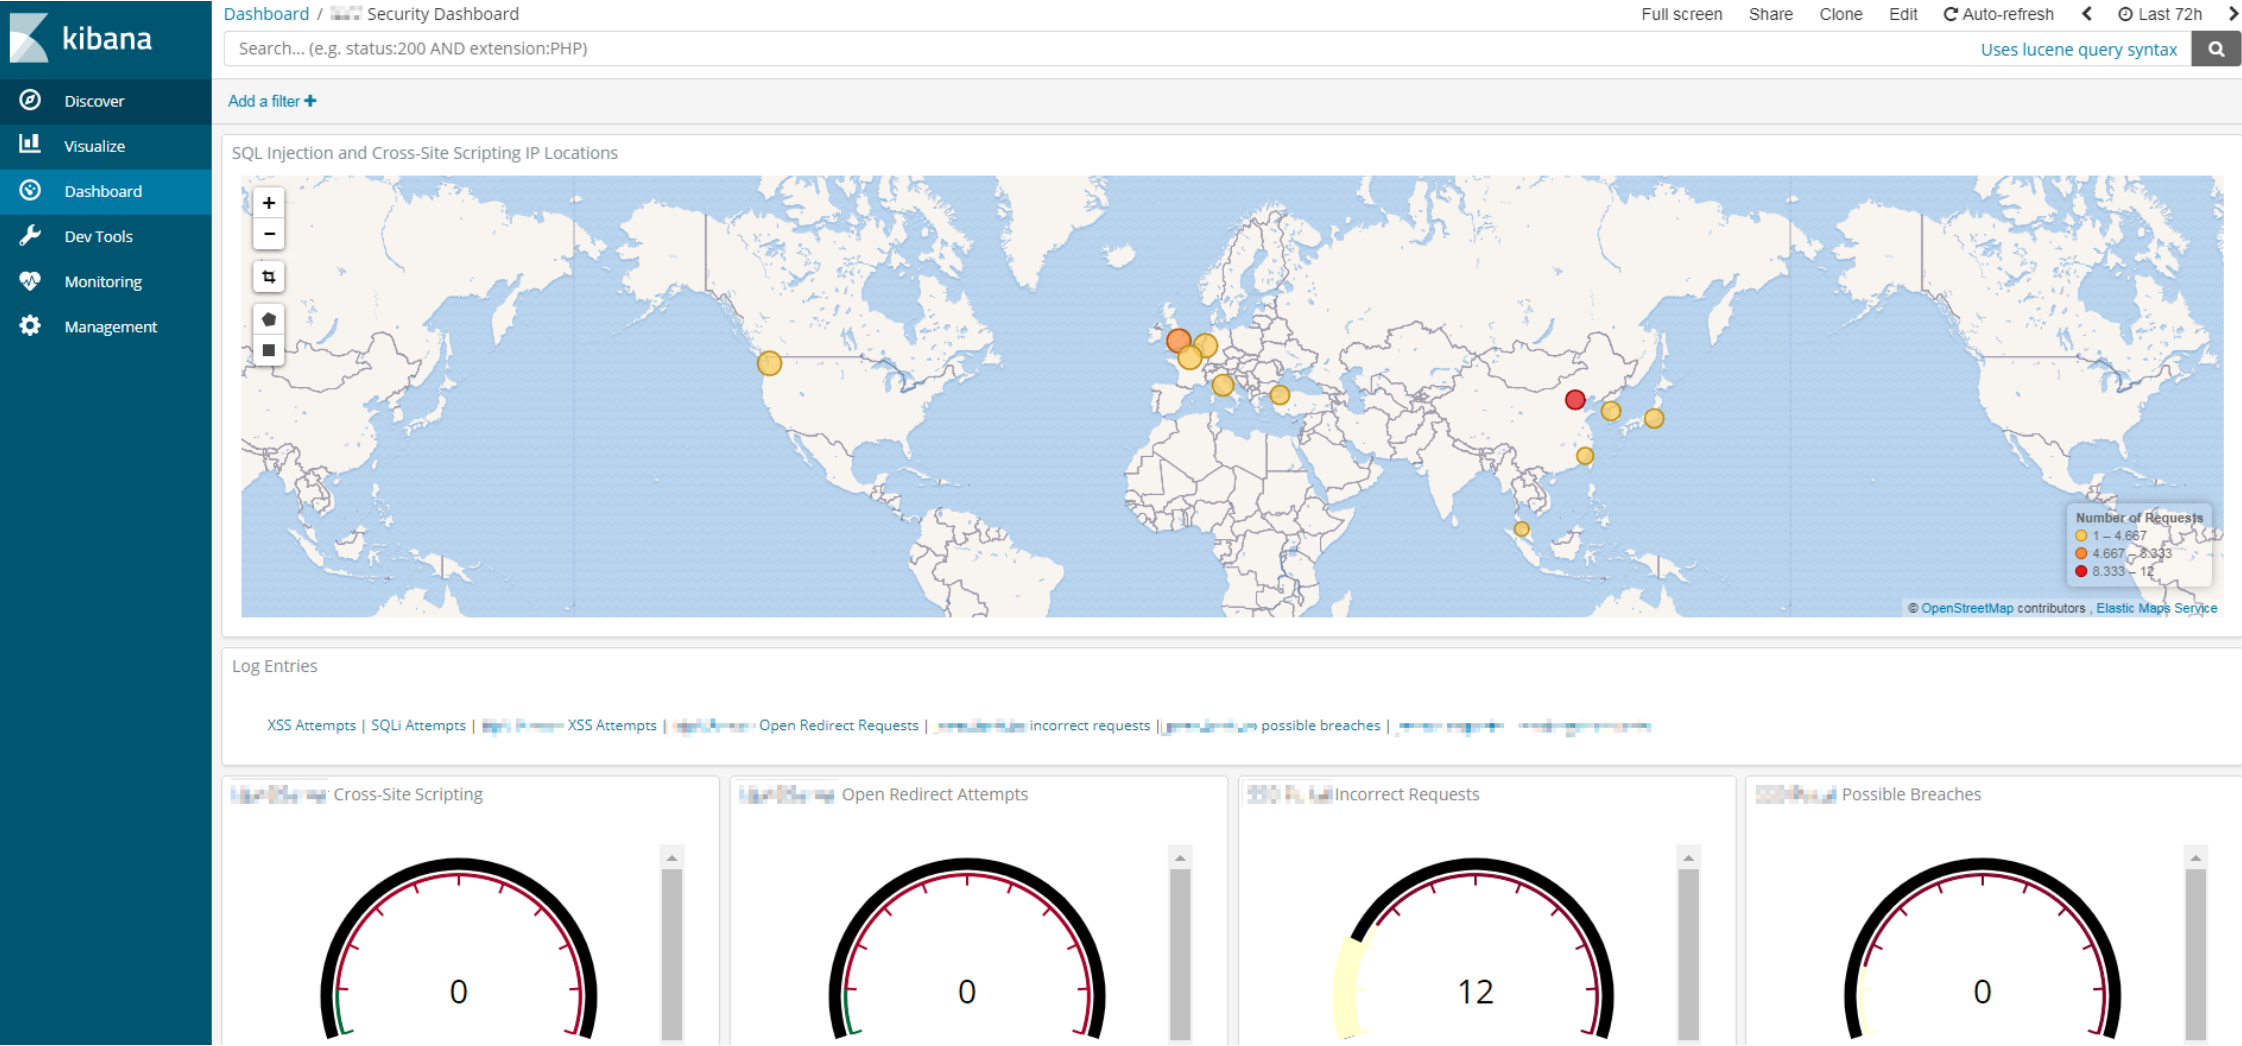 kibana
Discover
Visualize
Dashboard
Dev Tools
Monitoring
Management
Dashboard / Security Dashboard
Full screen Share Clone Edit Auto-refresh Last 72h
Search... (e.g. status:200 AND extension:PHP)
Uses lucene query syntax
Add a filter +
SQL Injection and Cross-Site Scripting IP Locations
+
−
Number of Requests
1 – 4.667
4.667 – 8.333
8.333 – 12
© OpenStreetMap contributors , Elastic Maps Service
Log Entries
XSS Attempts | SQLi Attempts | XSS Attempts | Open Redirect Requests | incorrect requests | possible breaches |
Cross-Site Scripting
0
Open Redirect Attempts
0
Incorrect Requests
12
Possible Breaches
0